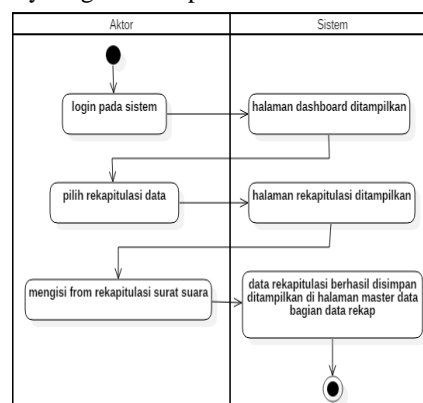 Aktor
Sistem
login pada sistem
halaman dashboard ditampilkan
pilih rekapitulasi data
halaman rekapitulasi ditampilkan
mengisi from rekapitulasi surat suara
data rekapitulasi berhasil disimpan
ditampilkan di halaman master data
bagian data rekap